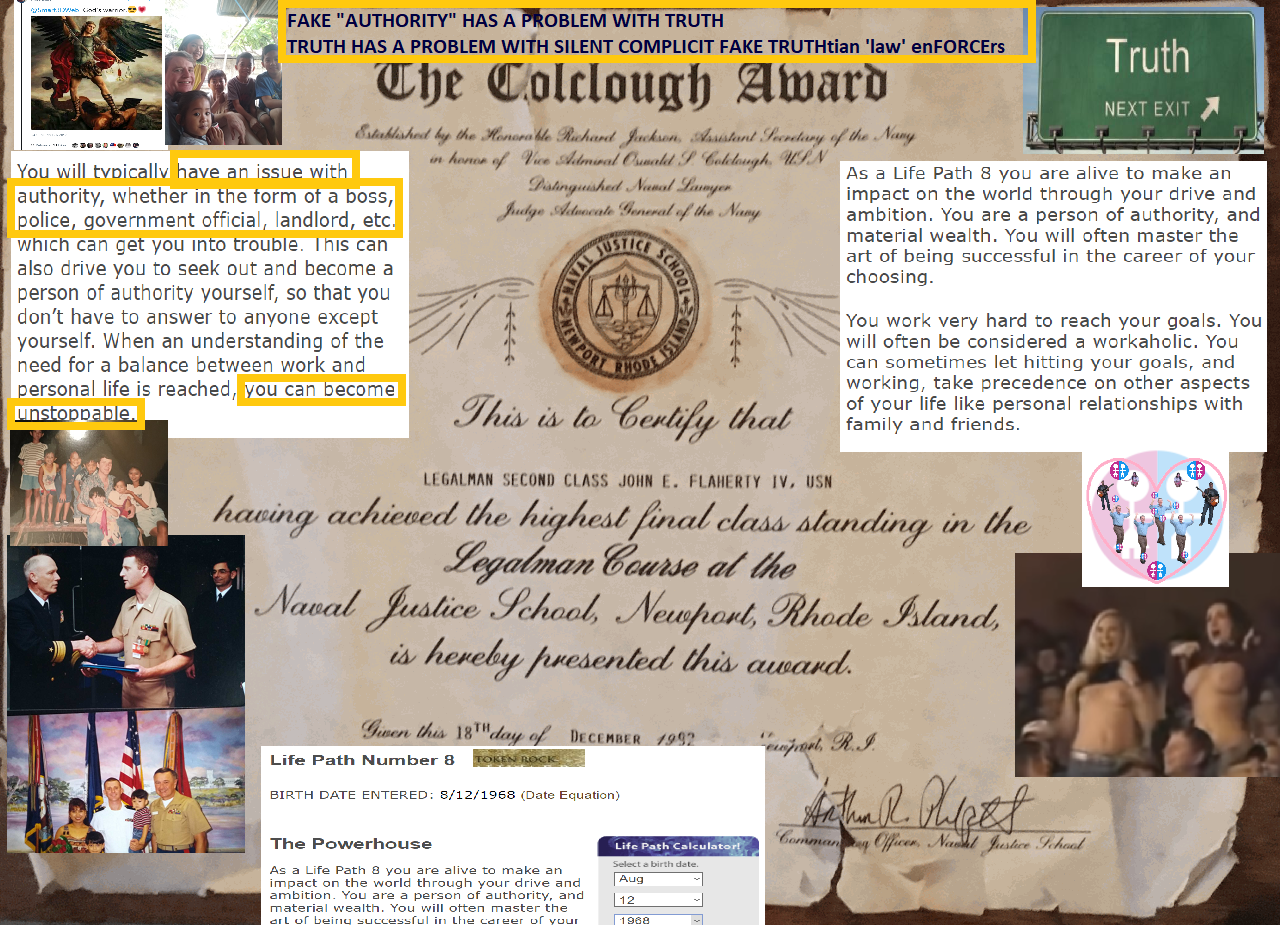 @Smart3DWeb God's warrior.
FAKE "AUTHORITY" HAS A PROBLEM WITH TRUTH
TRUTH HAS A PROBLEM WITH SILENT COMPLICIT FAKE TRUTHtian 'law' enFORCErs
Truth
NEXT EXIT
The Colclough Award
Established by the Honorable Richard Jackson, Assistant Secretary of the Navy
in honor of Vice Admiral Oswald S. Colclough, USN
Distinguished Naval Lawyer
Judge Advocate General of the Navy
NAVAL JUSTICE SCHOOL
NEWPORT RHODE ISLAND
This is to Certify that
LEGALMAN SECOND CLASS JOHN E. FLAHERTY IV, USN
having achieved the highest final class standing in the
Legalman Course at the
Naval Justice School, Newport, Rhode Island,
is hereby presented this award.
Given this 18TH day of DECEMBER 1992 Newport, R.I.
Commanding Officer, Naval Justice School
You will typically have an issue with
authority, whether in the form of a boss,
police, government official, landlord, etc.
which can get you into trouble. This can
also drive you to seek out and become a
person of authority yourself, so that you
don't have to answer to anyone except
yourself. When an understanding of the
need for a balance between work and
personal life is reached, you can become
unstoppable.
As a Life Path 8 you are alive to make an
impact on the world through your drive and
ambition. You are a person of authority, and
material wealth. You will often master the
art of being successful in the career of your
choosing.
You work very hard to reach your goals. You
will often be considered a workaholic. You
can sometimes let hitting your goals, and
working, take precedence on other aspects
of your life like personal relationships with
family and friends.
Life Path Number 8 TOKEN ROCK
BIRTH DATE ENTERED: 8/12/1968 (Date Equation)
The Powerhouse
As a Life Path 8 you are alive to make an
impact on the world through your drive and
ambition. You are a person of authority, and
material wealth. You will often master the
art of being successful in the career of your
Life Path Calculator!
Select a birth date.
Aug
12
1968